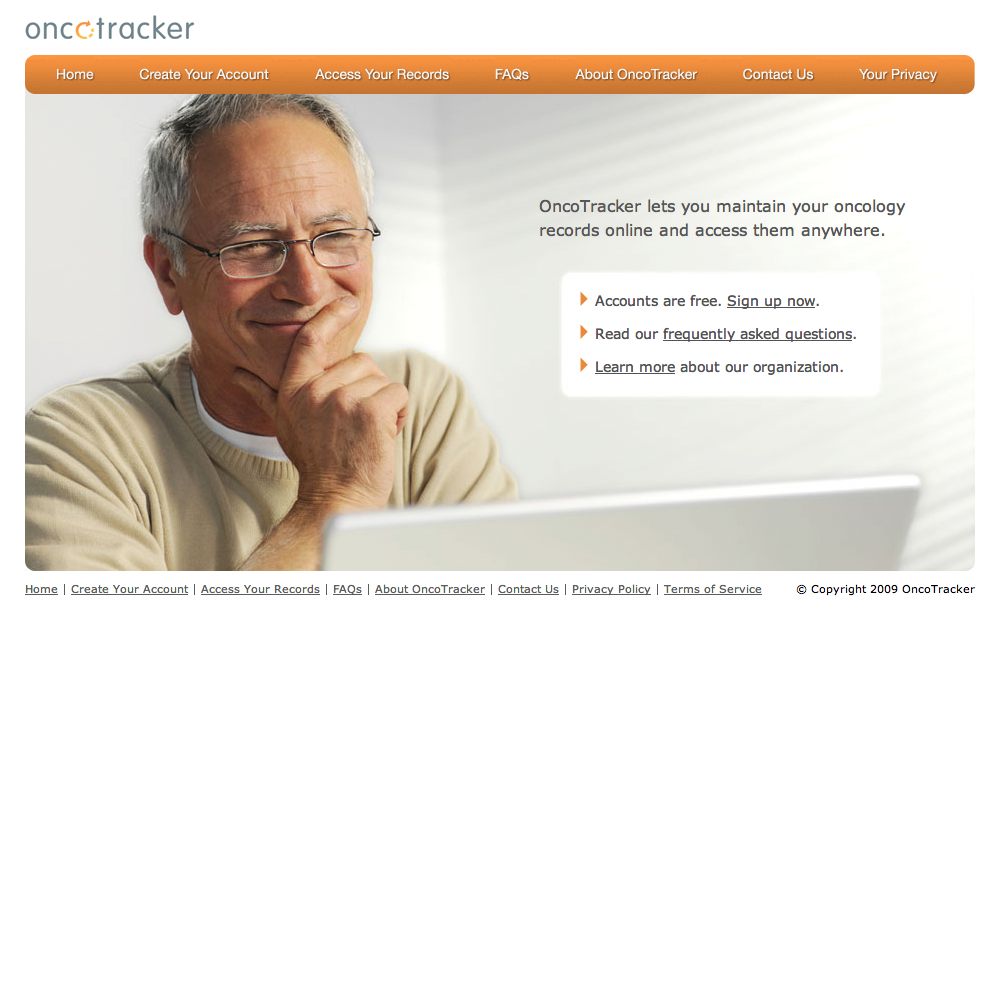 oncotracker
Home Create Your Account Access Your Records FAQs About OncoTracker Contact Us Your Privacy
OncoTracker lets you maintain your oncology
records online and access them anywhere.
Accounts are free. Sign up now.
Read our frequently asked questions.
Learn more about our organization.
Home | Create Your Account | Access Your Records | FAQs | About OncoTracker | Contact Us | Privacy Policy | Terms of Service © Copyright 2009 OncoTracker